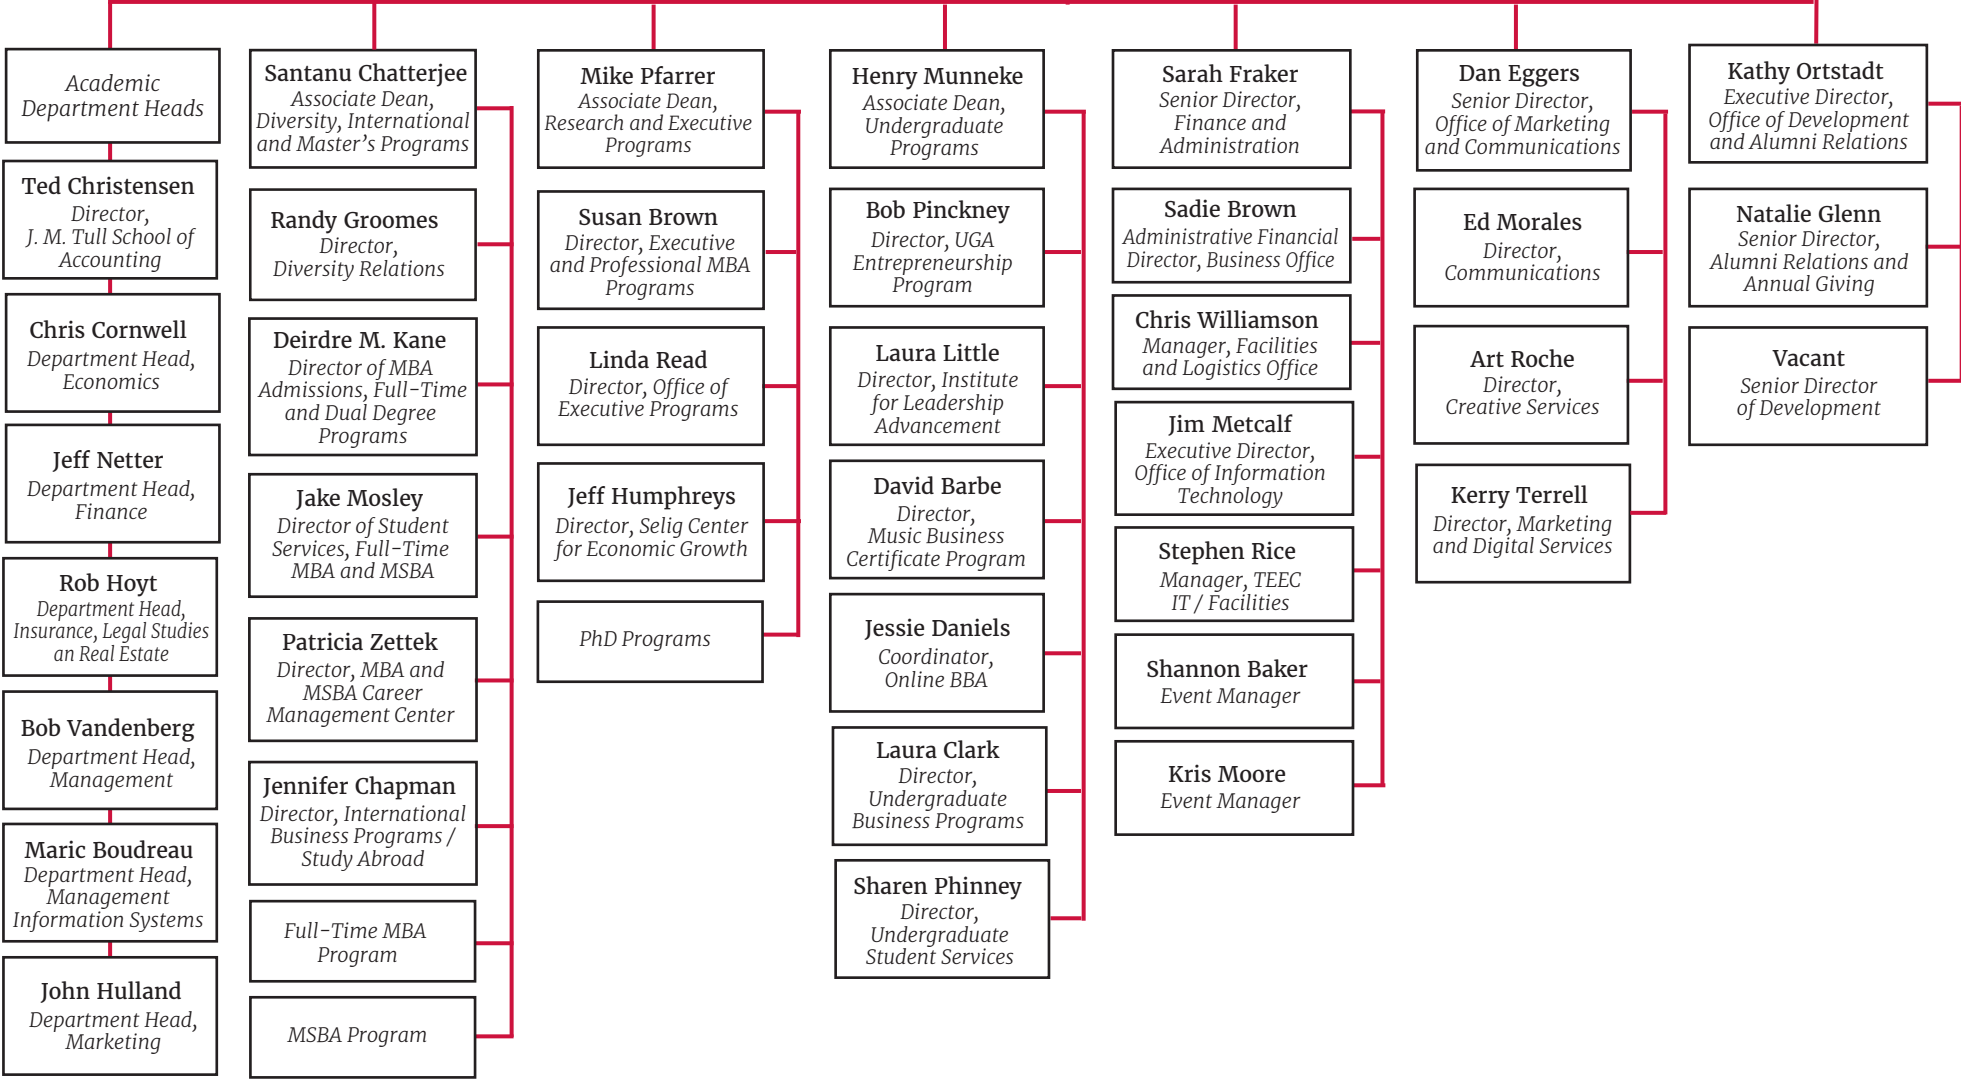 Academic
Department Heads
Ted Christensen
Director,
J. M. Tull School of
Accounting
Chris Cornwell
Department Head,
Economics
Jeff Netter
Department Head,
Finance
Rob Hoyt
Department Head,
Insurance, Legal Studies
an Real Estate
Bob Vandenberg
Department Head,
Management
Maric Boudreau
Department Head,
Management
Information Systems
John Hulland
Department Head,
Marketing
Santanu Chatterjee
Associate Dean,
Diversity, International
and Master’s Programs
Randy Groomes
Director,
Diversity Relations
Deirdre M. Kane
Director of MBA
Admissions, Full-Time
and Dual Degree
Programs
Jake Mosley
Director of Student
Services, Full-Time
MBA and MSBA
Patricia Zettek
Director, MBA and
MSBA Career
Management Center
Jennifer Chapman
Director, International
Business Programs /
Study Abroad
Full-Time MBA
Program
MSBA Program
Mike Pfarrer
Associate Dean,
Research and Executive
Programs
Susan Brown
Director, Executive
and Professional MBA
Programs
Linda Read
Director, Office of
Executive Programs
Jeff Humphreys
Director, Selig Center
for Economic Growth
PhD Programs
Henry Munneke
Associate Dean,
Undergraduate
Programs
Bob Pinckney
Director, UGA
Entrepreneurship
Program
Laura Little
Director, Institute
for Leadership
Advancement
David Barbe
Director,
Music Business
Certificate Program
Jessie Daniels
Coordinator,
Online BBA
Laura Clark
Director,
Undergraduate
Business Programs
Sharen Phinney
Director,
Undergraduate
Student Services
Sarah Fraker
Senior Director,
Finance and
Administration
Sadie Brown
Administrative Financial
Director, Business Office
Chris Williamson
Manager, Facilities
and Logistics Office
Jim Metcalf
Executive Director,
Office of Information
Technology
Stephen Rice
Manager, TEEC
IT / Facilities
Shannon Baker
Event Manager
Kris Moore
Event Manager
Dan Eggers
Senior Director,
Office of Marketing
and Communications
Ed Morales
Director,
Communications
Art Roche
Director,
Creative Services
Kerry Terrell
Director, Marketing
and Digital Services
Kathy Ortstadt
Executive Director,
Office of Development
and Alumni Relations
Natalie Glenn
Senior Director,
Alumni Relations and
Annual Giving
Vacant
Senior Director
of Development